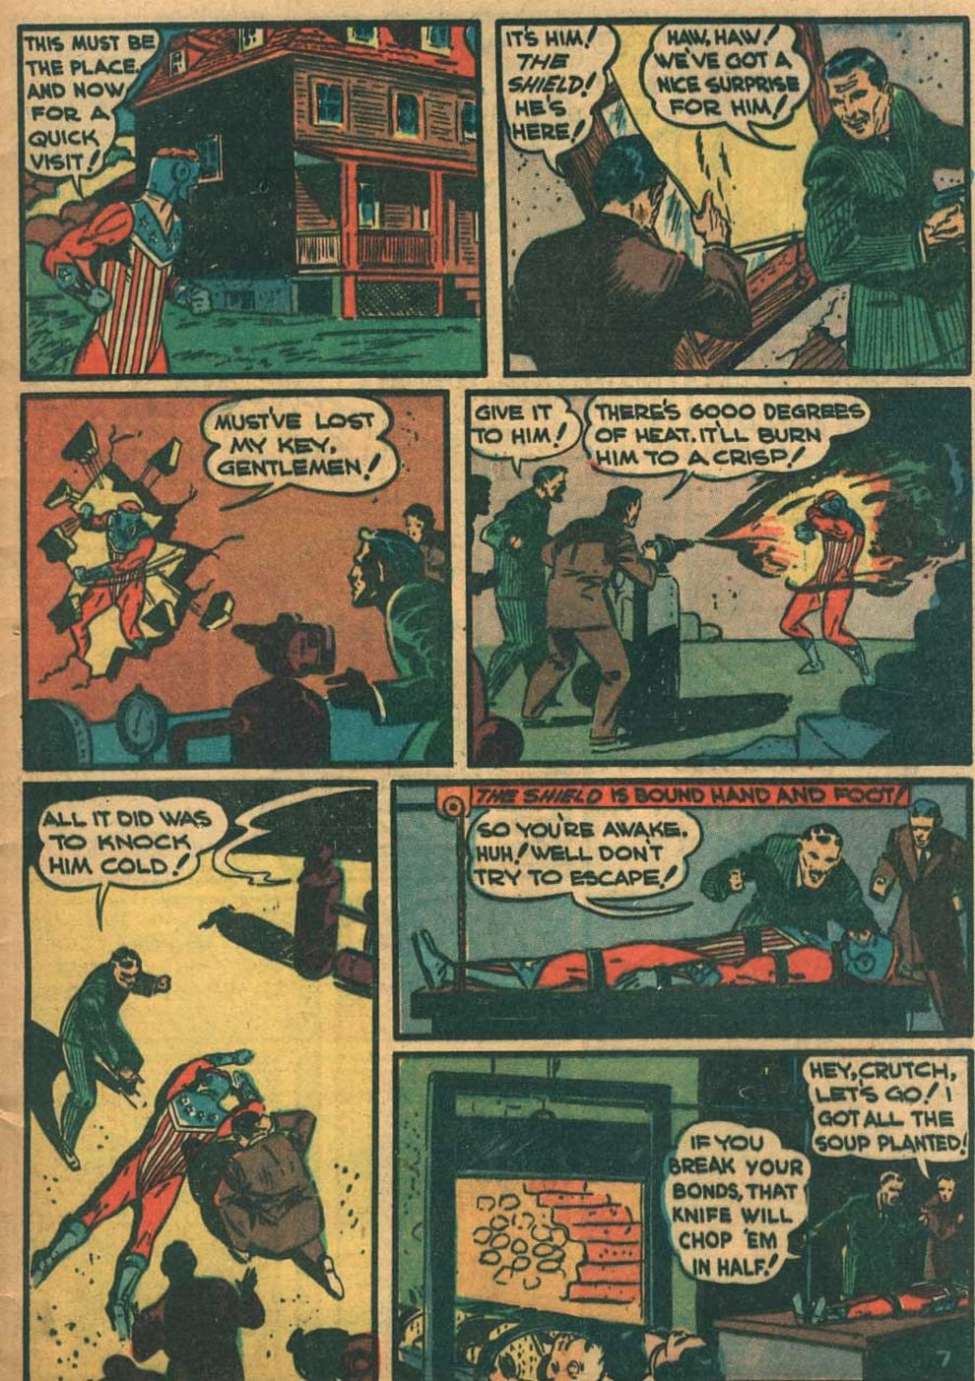 THIS MUST BE
THE PLACE.
AND NOW
FOR A
QUICK
VISIT!
IT'S HIM!
THE
SHIELD!
HE'S
HERE!
HAW, HAW!
WE'VE GOT A
NICE SURPRISE
FOR HIM!
MUST'VE LOST
MY KEY,
GENTLEMEN!
GIVE IT
TO HIM!
THERE'S 6000 DEGREES
OF HEAT. IT'LL BURN
HIM TO A CRISP!
ALL IT DID WAS
TO KNOCK
HIM COLD!
THE SHIELD IS BOUND HAND AND FOOT!
SO YOU'RE AWAKE,
HUH! WELL DON'T
TRY TO ESCAPE!
IF YOU
BREAK YOUR
BONDS, THAT
KNIFE WILL
CHOP 'EM
IN HALF!
HEY, CRUTCH,
LET'S GO! I
GOT ALL THE
SOUP PLANTED!
7